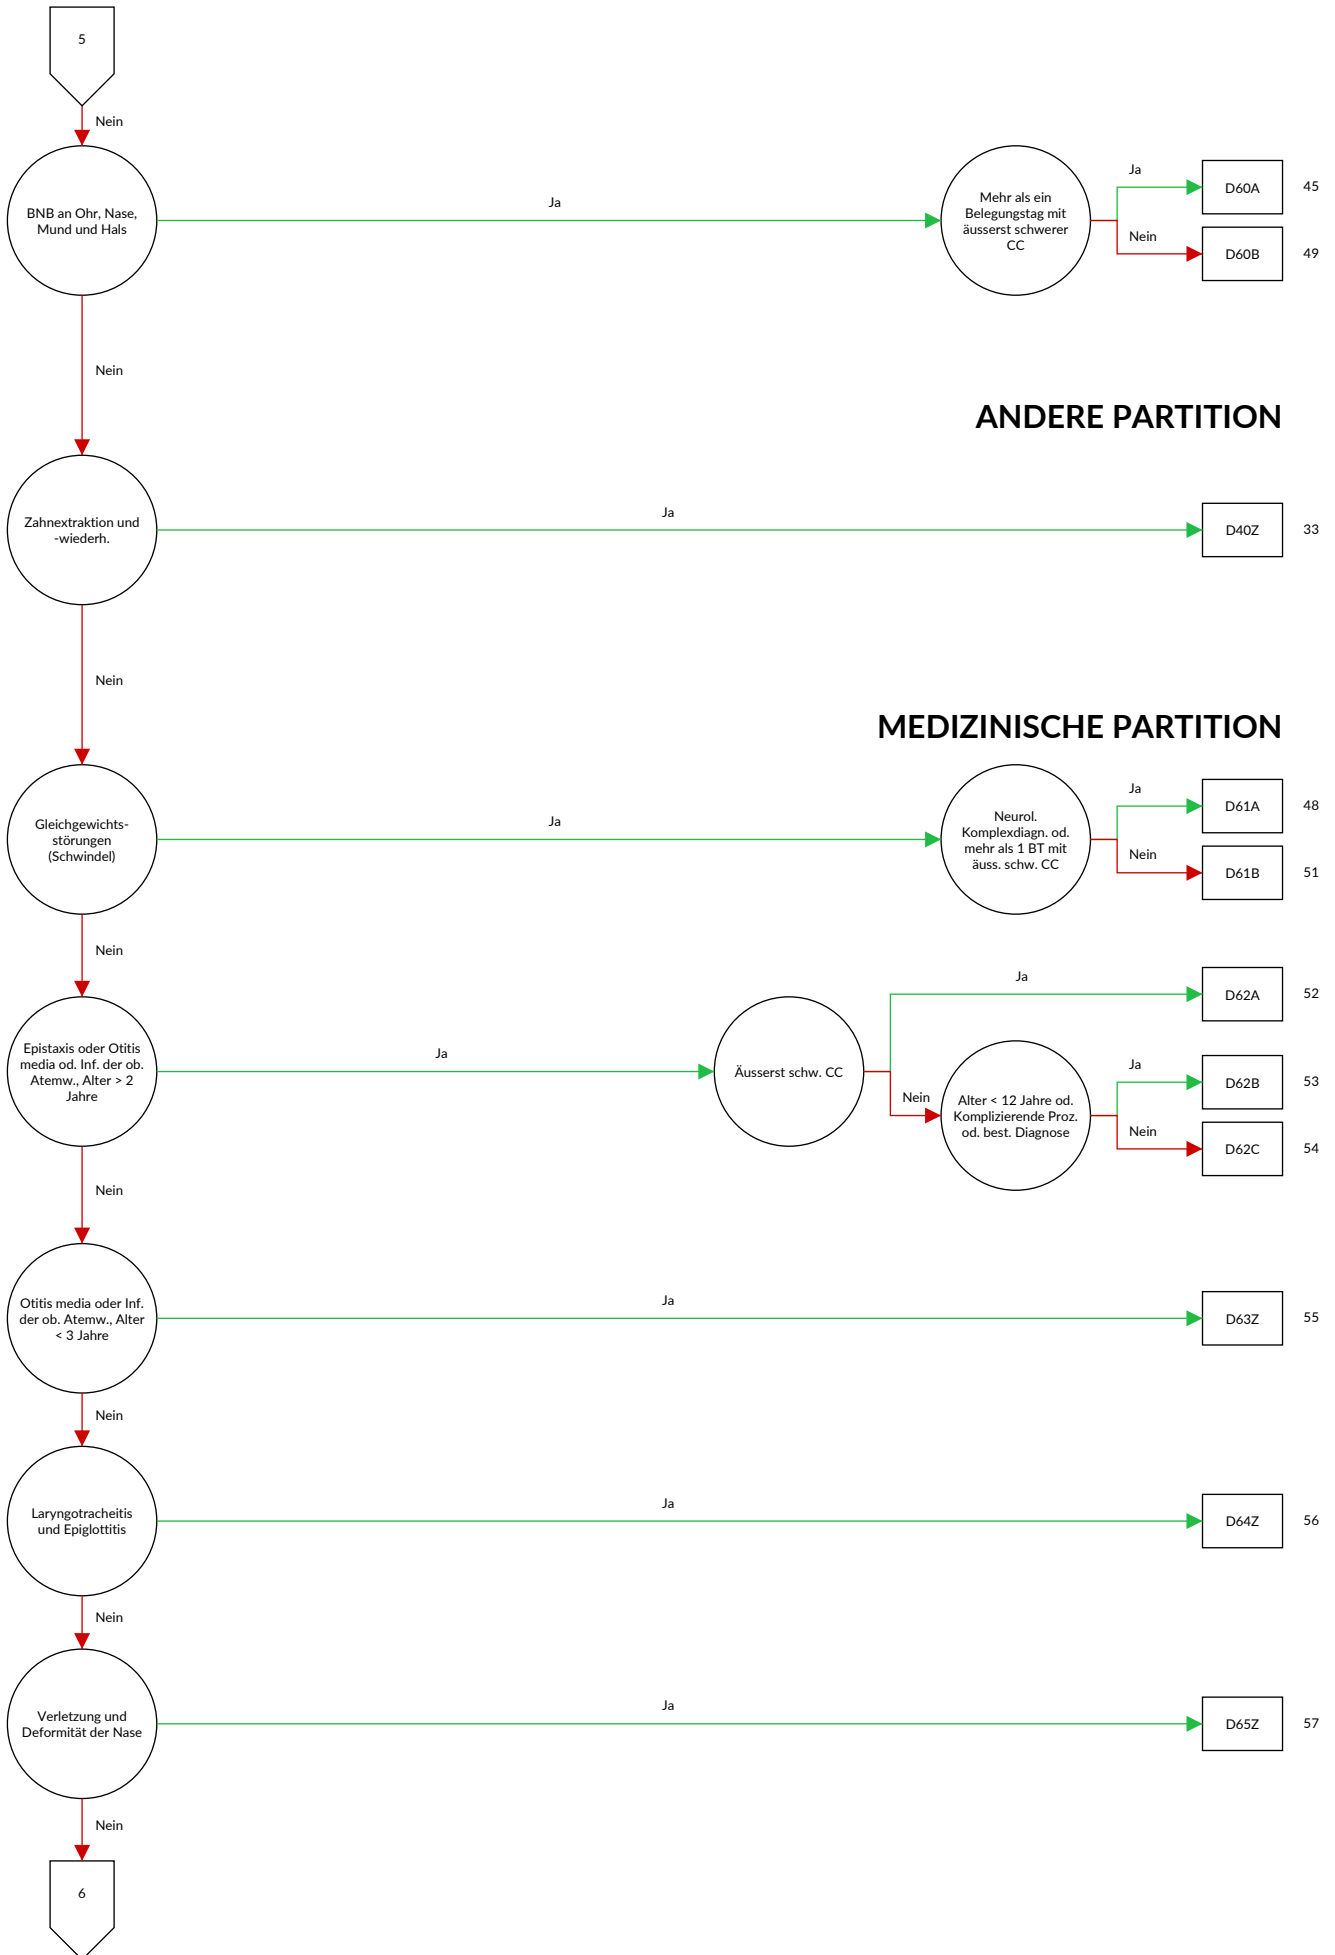 5
Nein
BNB an Ohr, Nase,
Mund und Hals
Ja
Mehr als ein
Belegungstag mit
äusserst schwerer
CC
Ja
D60A
45
Nein
D60B
49
Nein
ANDERE PARTITION
Zahnextraktion und
-wiederh.
Ja
D40Z
33
Nein
MEDIZINISCHE PARTITION
Gleichgewichts-
störungen
(Schwindel)
Ja
Neurol.
Komplexdiagn. od.
mehr als 1 BT mit
äuss. schw. CC
Ja
D61A
48
Nein
D61B
51
Nein
Epistaxis oder Otitis
media od. Inf. der ob.
Atemw., Alter > 2
Jahre
Ja
Äusserst schw. CC
Ja
D62A
52
Nein
Alter < 12 Jahre od.
Komplizierende Proz.
od. best. Diagnose
Ja
D62B
53
Nein
D62C
54
Nein
Otitis media oder Inf.
der ob. Atemw., Alter
< 3 Jahre
Ja
D63Z
55
Nein
Laryngotracheitis
und Epiglottitis
Ja
D64Z
56
Nein
Verletzung und
Deformität der Nase
Ja
D65Z
57
Nein
6